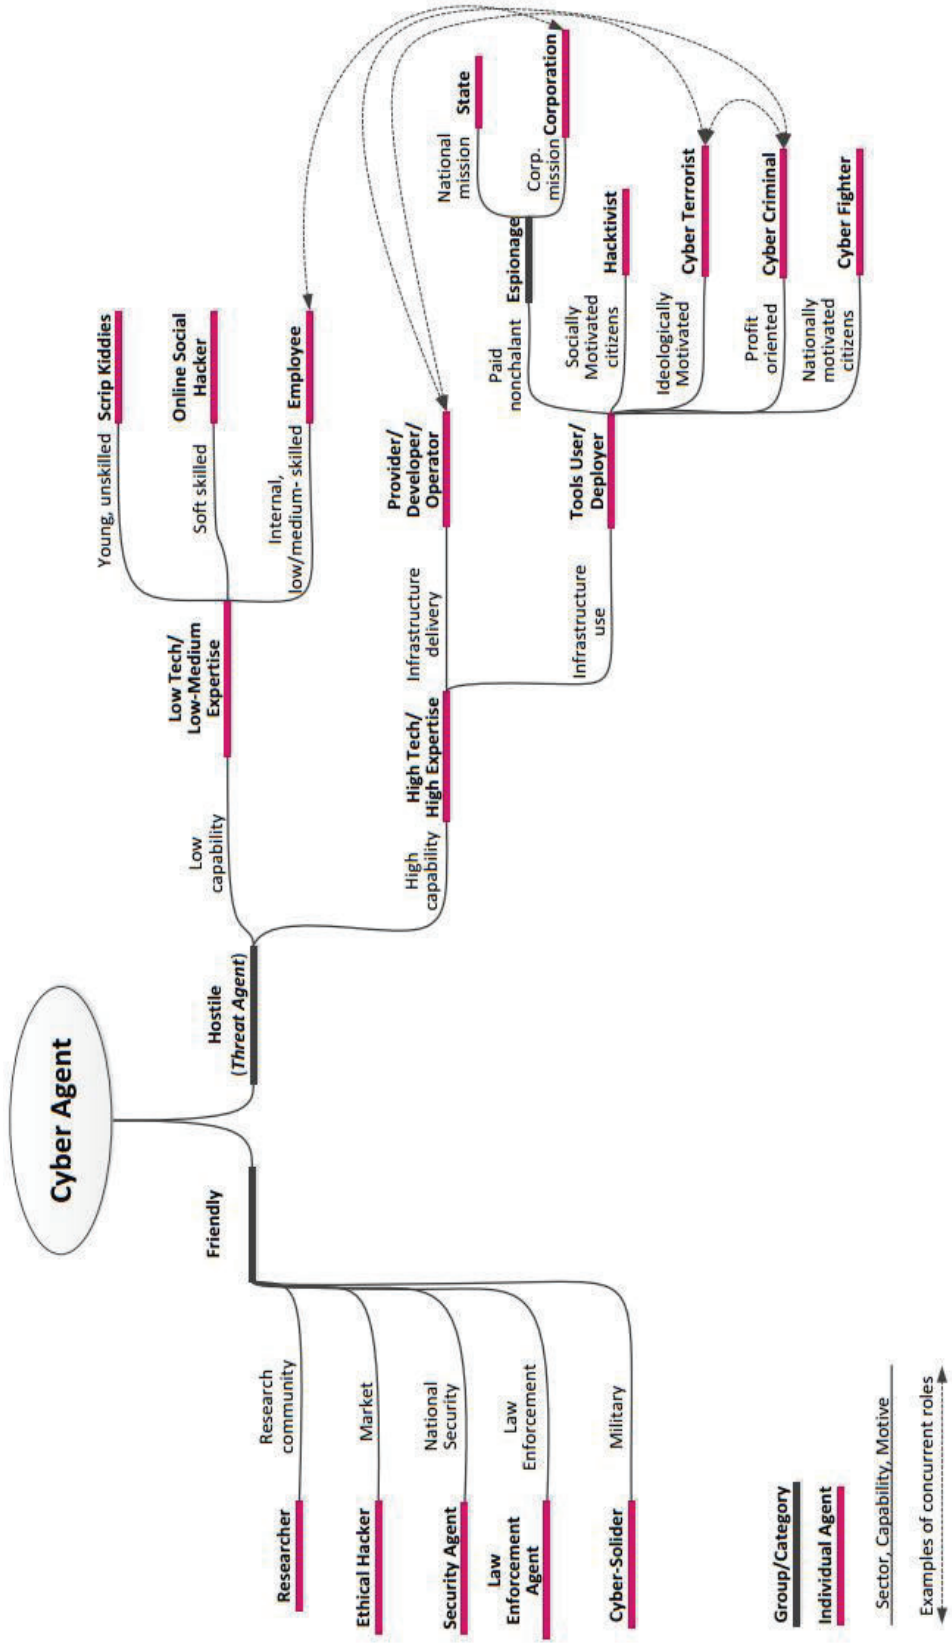 Cyber Agent
Friendly
Research
community
Researcher
Market
Ethical Hacker
National
Security
Security Agent
Law
Enforcement
Law
Enforcement
Agent
Military
Cyber-Solider
Hostile
(Threat Agent)
Low
capability
Low Tech/
Low-Medium
Expertise
Young, unskilled
Scrip Kiddies
Soft skilled
Online Social
Hacker
Internal,
low/medium- skilled
Employee
High
capability
High Tech/
High Expertise
Infrastructure
delivery
Provider/
Developer/
Operator
Infrastructure
use
Tools User/
Deployer
Paid
nonchalant
Espionage
National
mission
State
Corp.
mission
Corporation
Socially
Motivated
citizens
Hacktivist
Ideologically
Motivated
Cyber Terrorist
Profit
oriented
Cyber Criminal
Nationally
motivated
citizens
Cyber Fighter
Group/Category
Individual Agent
Sector, Capability, Motive
Examples of concurrent roles